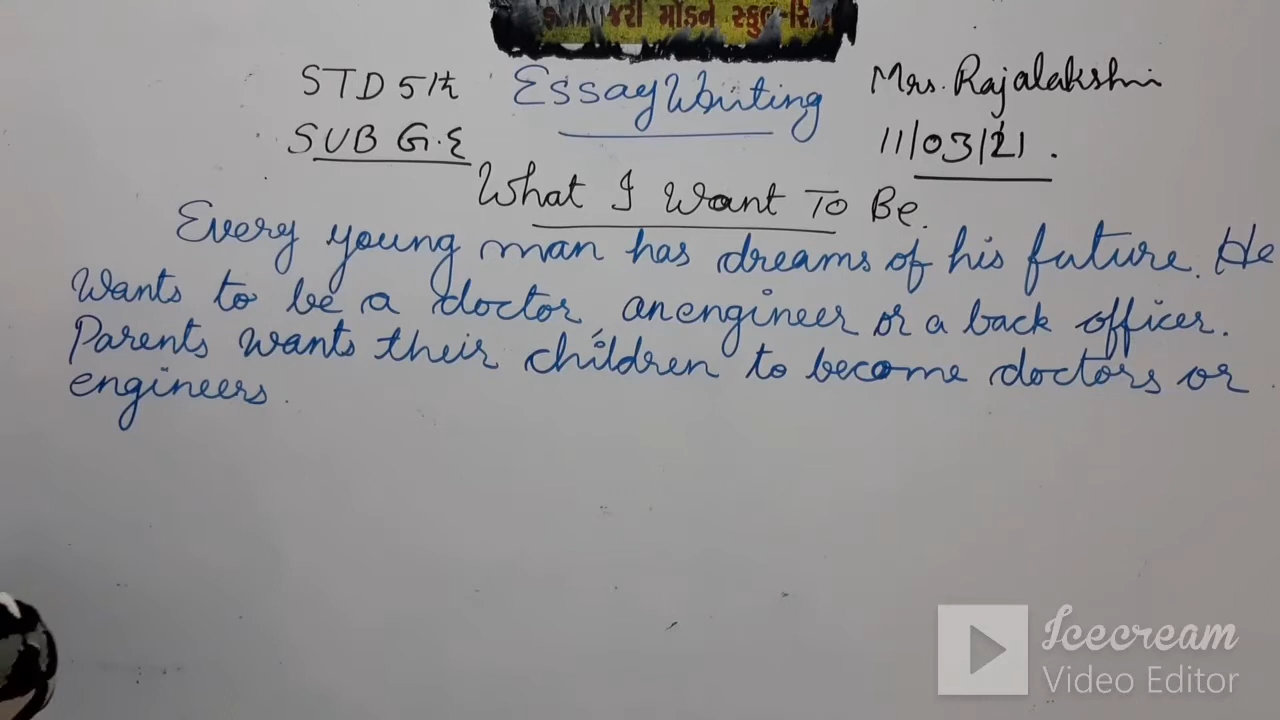 મોડર્ન સ્કુલ
STD 5th Essay Writing Mrs. Rajalakshmi
SUB G.E 11/03/21.
What I Want To Be.
Every young man has dreams of his future. He
Wants to be a doctor, an engineer or a back officer.
Parents wants their children to become doctors or
engineers.
Icecream
Video Editor